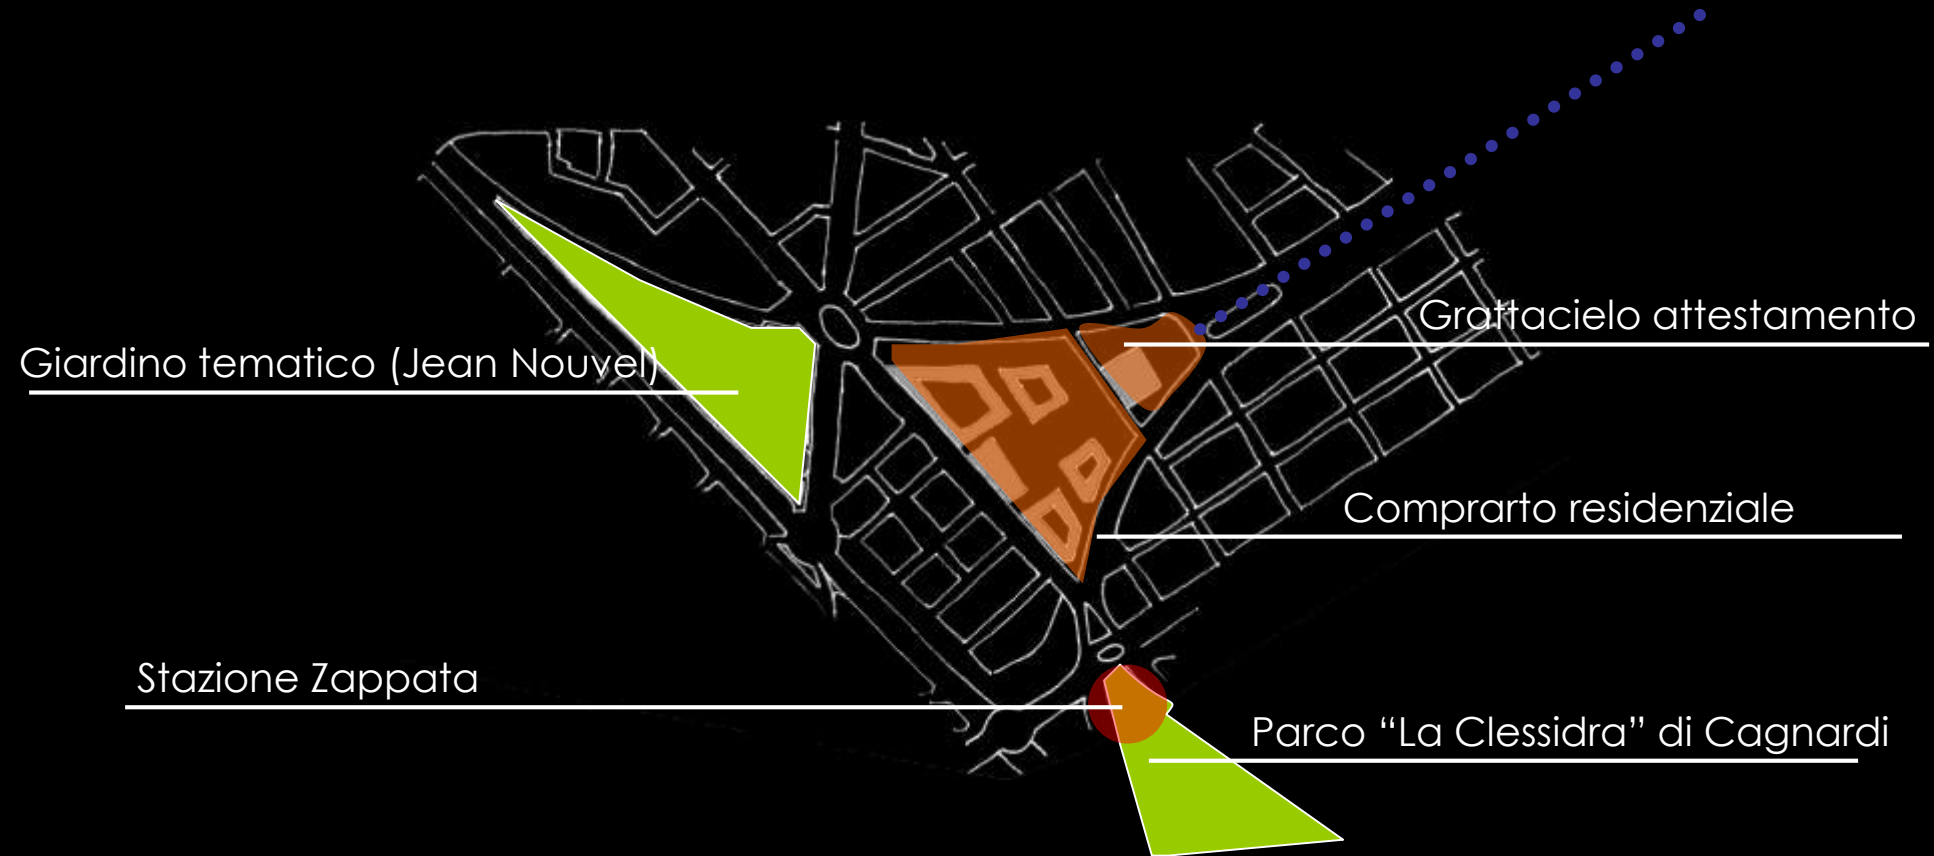 Grattacielo attestamento
Giardino tematico (Jean Nouvel)
Comprarto residenziale
Stazione Zappata
Parco “La Clessidra” di Cagnardi